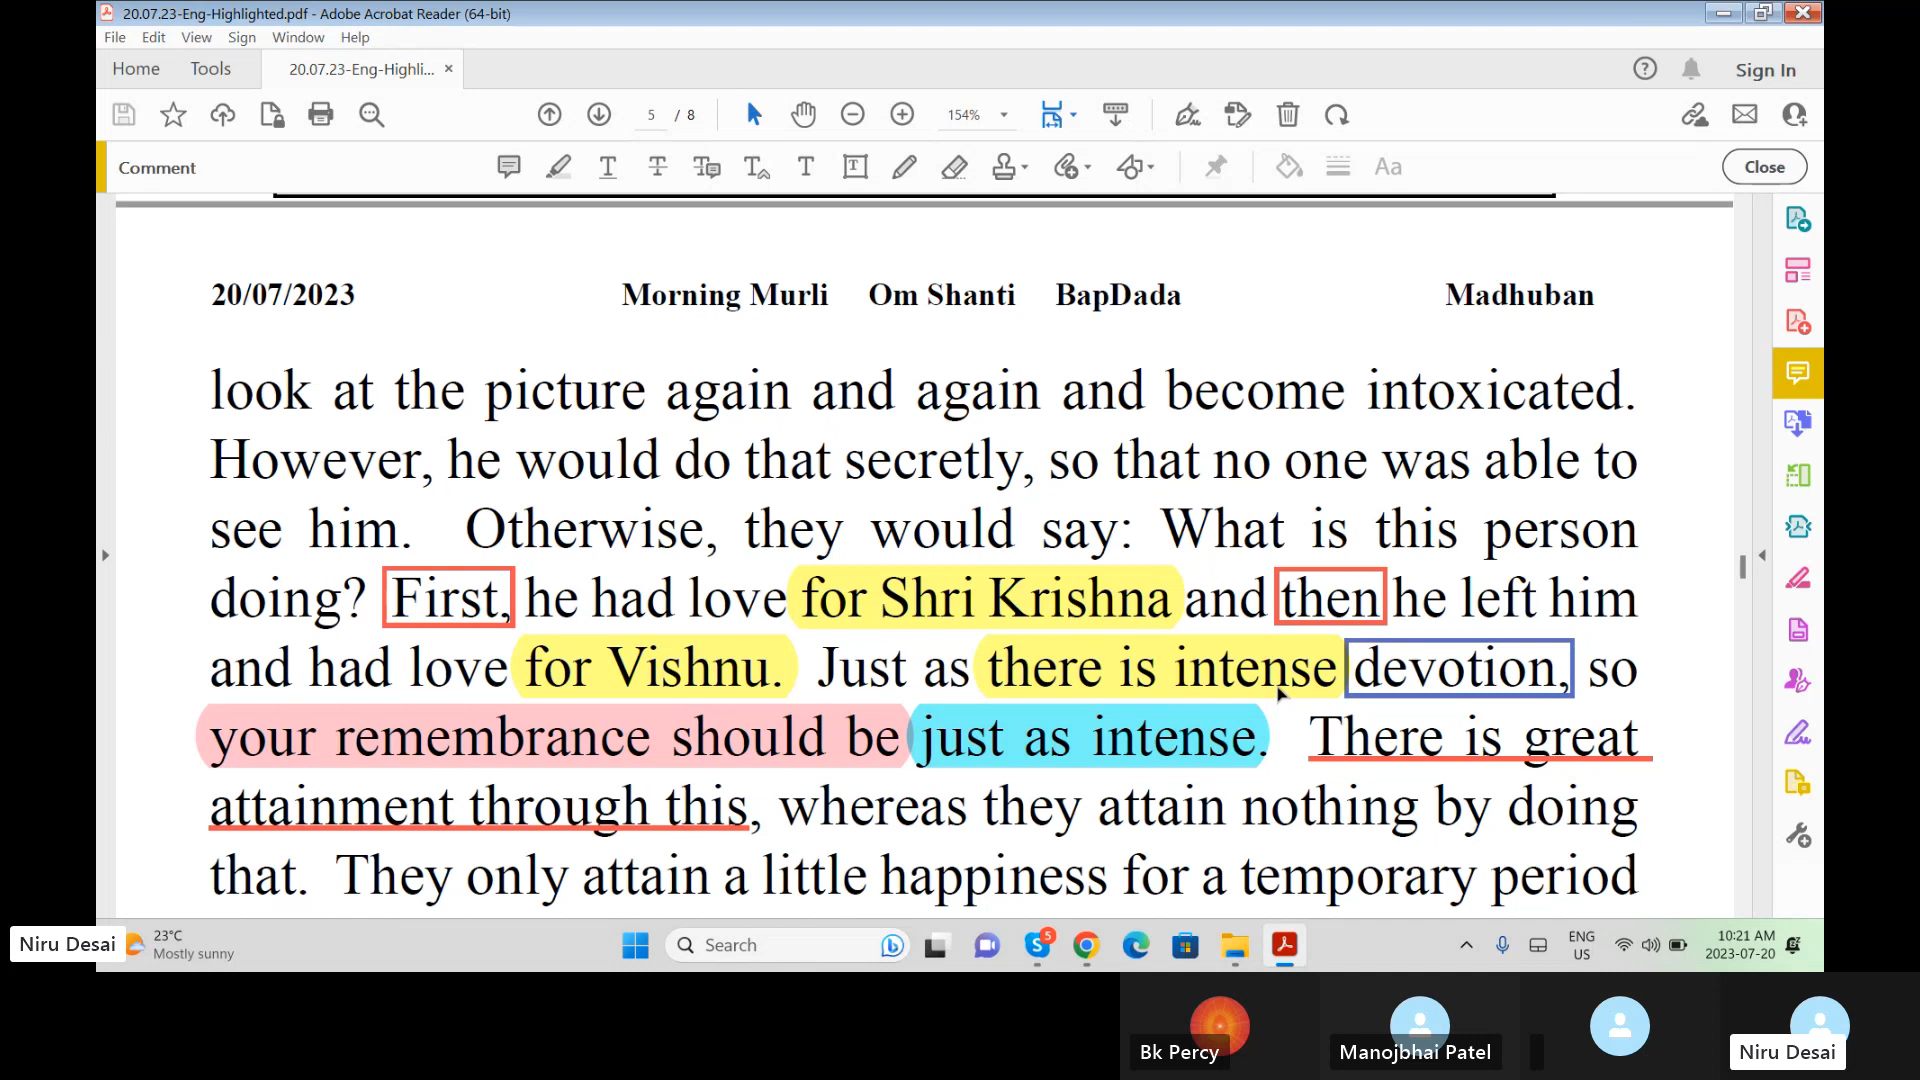 20.07.23-Eng-Highlighted.pdf - Adobe Acrobat Reader (64-bit)
File Edit View Sign Window Help
Home Tools 20.07.23-Eng-Highli... × Sign In
5 / 8 154%
Comment Aa Close
20/07/2023 Morning Murli Om Shanti BapDada Madhuban
look at the picture again and again and become intoxicated.
However, he would do that secretly, so that no one was able to
see him. Otherwise, they would say: What is this person
doing? First, he had love for Shri Krishna and then he left him
and had love for Vishnu. Just as there is intense devotion, so
your remembrance should be just as intense. There is great
attainment through this, whereas they attain nothing by doing
that. They only attain a little happiness for a temporary period
Niru Desai
23°C
Mostly sunny
Search
5
ENG
US
10:21 AM
2023-07-20
Bk Percy
Manojbhai Patel
Niru Desai